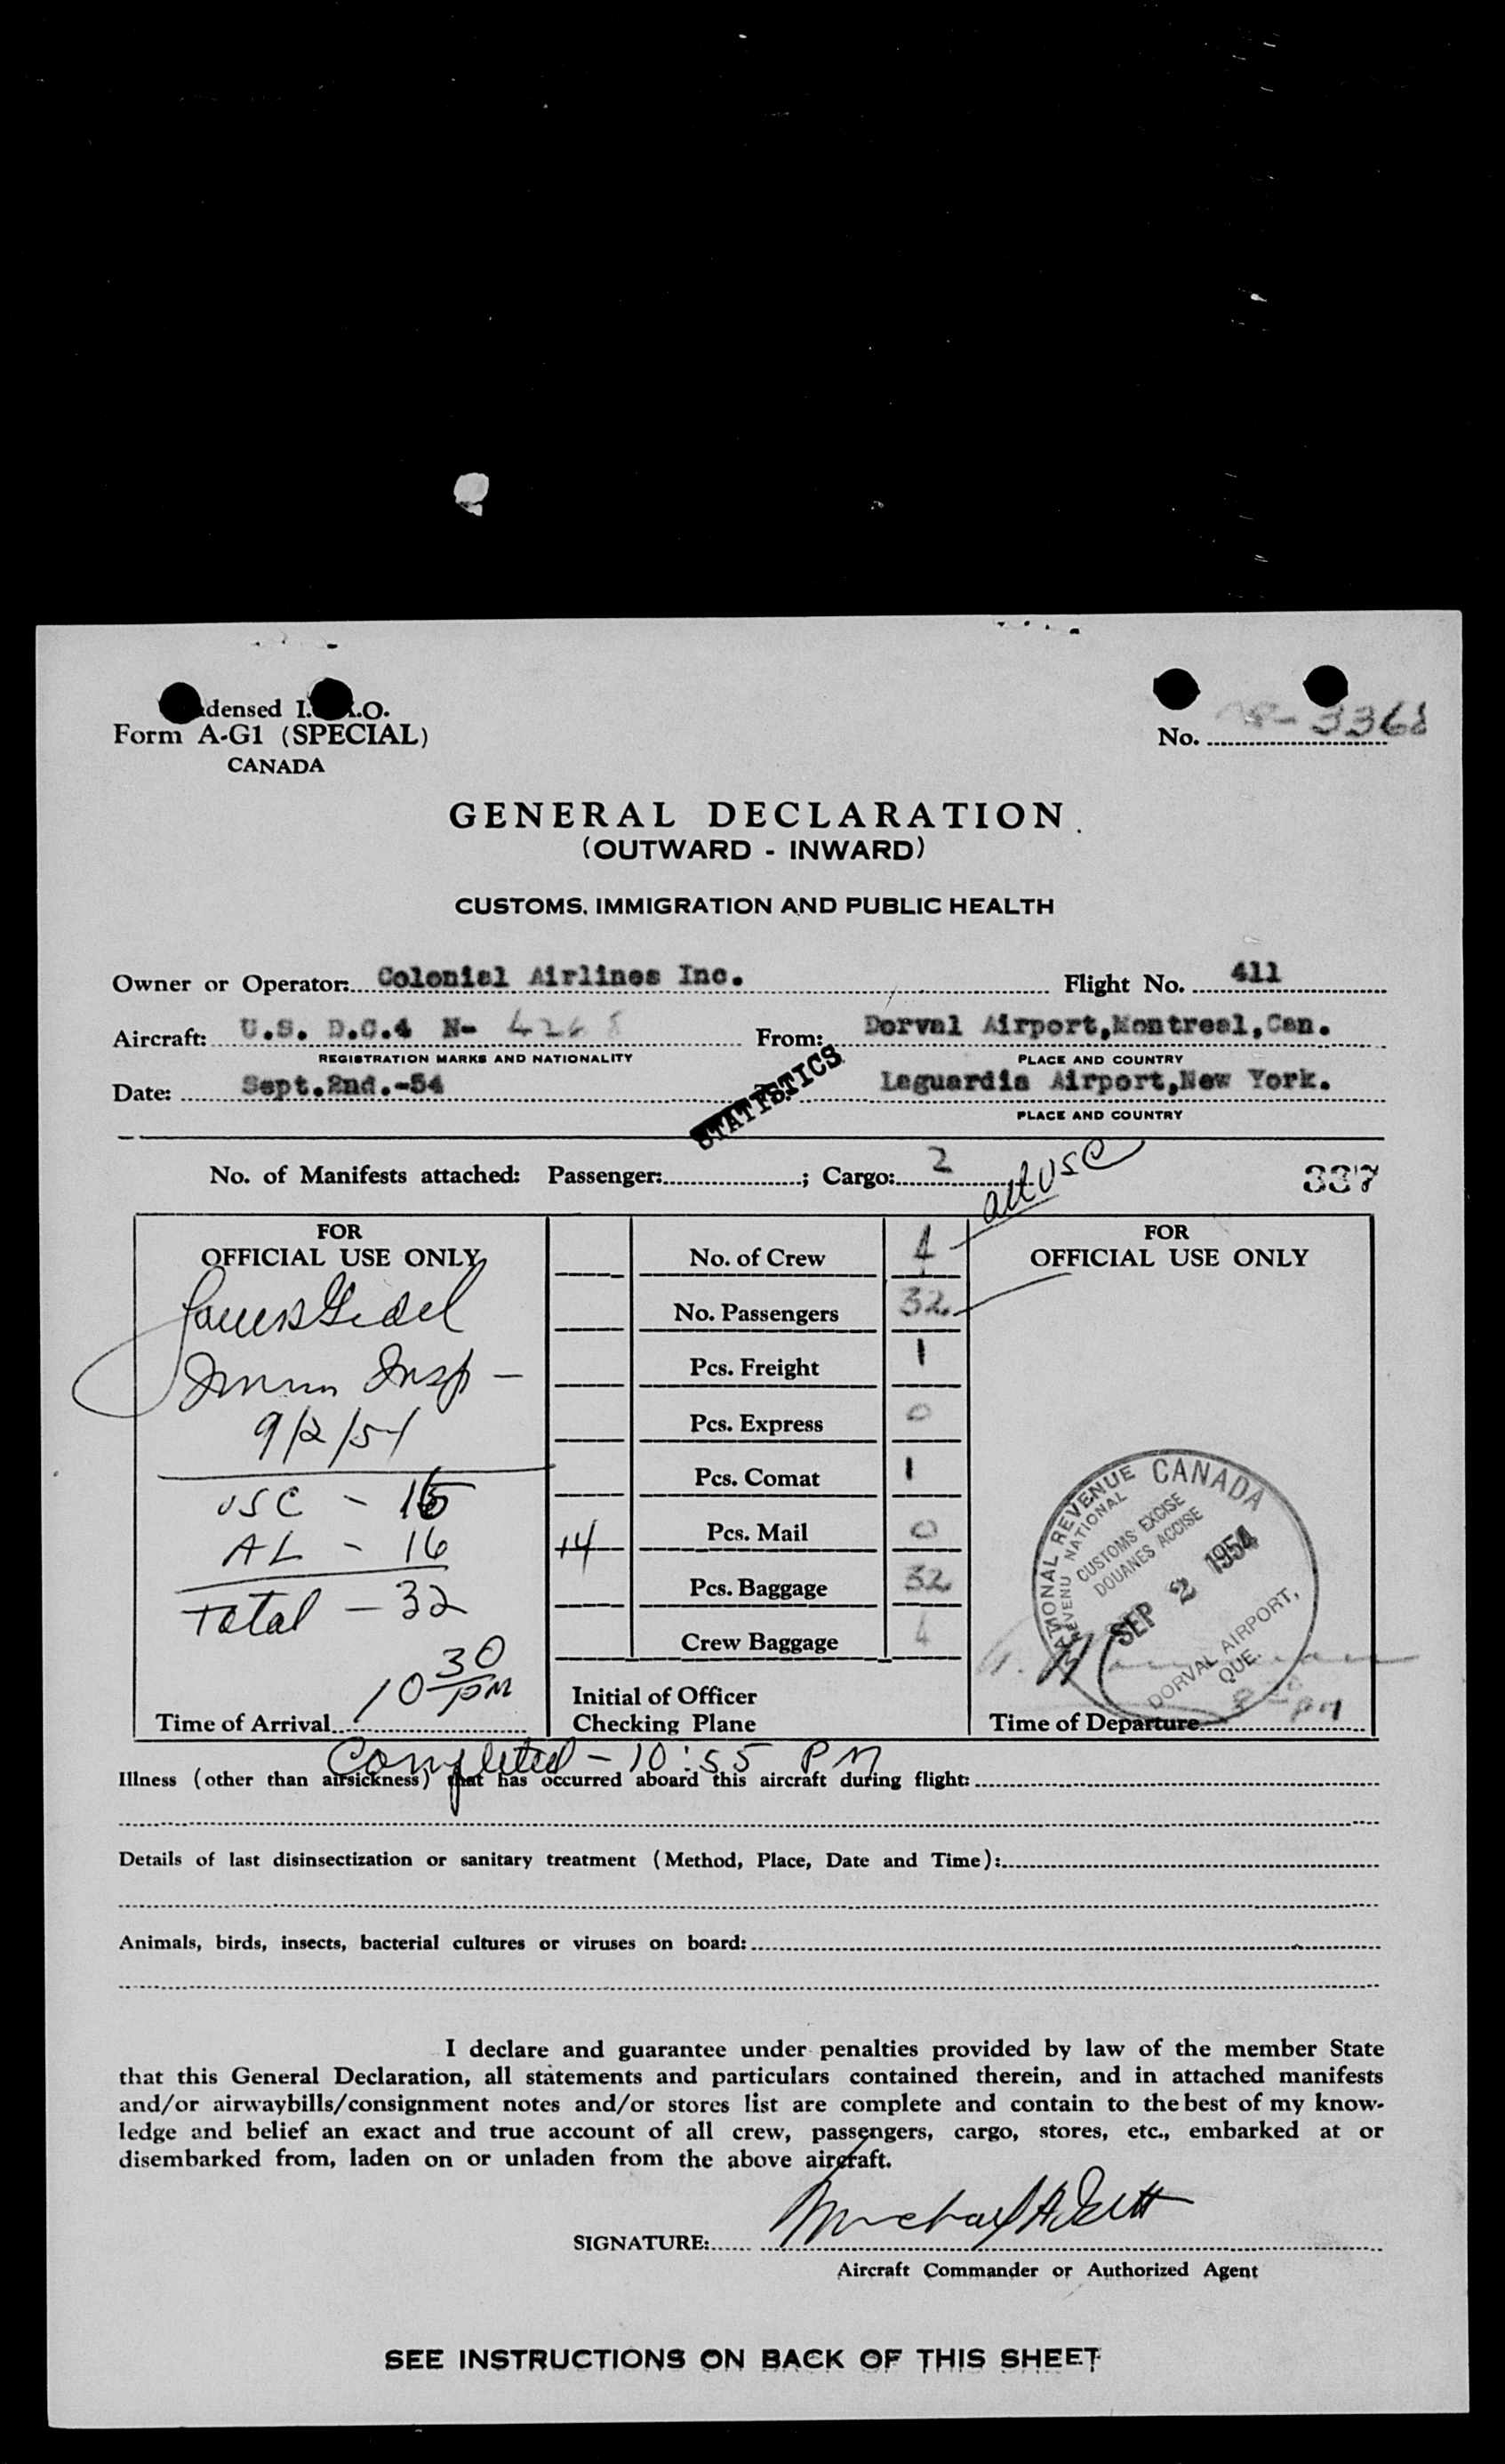 densed I. .O.
Form A-G1 (SPECIAL)
CANADA
No. -3368
GENERAL DECLARATION
(OUTWARD - INWARD)
CUSTOMS, IMMIGRATION AND PUBLIC HEALTH
Owner or Operator: Colonial Airlines Inc. Flight No. 411
Aircraft: U.S. D.C.4 N- From: Dorval Airport,Montreal,Can.
REGISTRATION MARKS AND NATIONALITY PLACE AND COUNTRY
Date: Sept.2nd.-54 Laguardia Airport,New York.
STATISTICS
PLACE AND COUNTRY
No. of Manifests attached: Passenger: ; Cargo: 2 all USC 337
FOR
OFFICIAL USE ONLY
Immn Insp -
9/2/54
USC - 16
AL - 16
Total - 32
10 30 PM
Time of Arrival
No. of Crew 4
No. Passengers 32
Pcs. Freight 1
Pcs. Express 0
Pcs. Comat 1
14 Pcs. Mail 0
Pcs. Baggage 32
Crew Baggage 4
Initial of Officer
Checking Plane
FOR
OFFICIAL USE ONLY
NATIONAL REVENUE CANADA
REVENU NATIONAL
CUSTOMS EXCISE
DOUANES ACCISE
SEP 2 1954
DORVAL AIRPORT,
QUE.
Time of Departure PM
Completed - 10:55 PM
Illness (other than airsickness) that has occurred aboard this aircraft during flight:
Details of last disinsectization or sanitary treatment (Method, Place, Date and Time):
Animals, birds, insects, bacterial cultures or viruses on board:
I declare and guarantee under penalties provided by law of the member State
that this General Declaration, all statements and particulars contained therein, and in attached manifests
and/or airwaybills/consignment notes and/or stores list are complete and contain to the best of my know-
ledge and belief an exact and true account of all crew, passengers, cargo, stores, etc., embarked at or
disembarked from, laden on or unladen from the above aircraft.
SIGNATURE: Michael A
Aircraft Commander or Authorized Agent
SEE INSTRUCTIONS ON BACK OF THIS SHEET